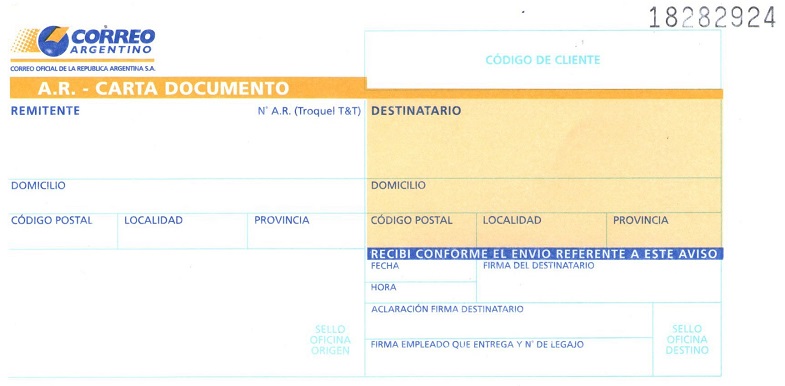 18282924
CORREO
ARGENTINO
CORREO OFICIAL DE LA REPUBLICA ARGENTINA S.A.
CÓDIGO DE CLIENTE
A.R. - CARTA DOCUMENTO
REMITENTE
N° A.R. (Troquel T&T)
DESTINATARIO
DOMICILIO
DOMICILIO
CÓDIGO POSTAL
LOCALIDAD
PROVINCIA
CÓDIGO POSTAL
LOCALIDAD
PROVINCIA
RECIBI CONFORME EL ENVIO REFERENTE A ESTE AVISO
FECHA
FIRMA DEL DESTINATARIO
HORA
ACLARACIÓN FIRMA DESTINATARIO
SELLO
OFICINA
ORIGEN
SELLO
OFICINA
DESTINO
FIRMA EMPLEADO QUE ENTREGA Y N° DE LEGAJO